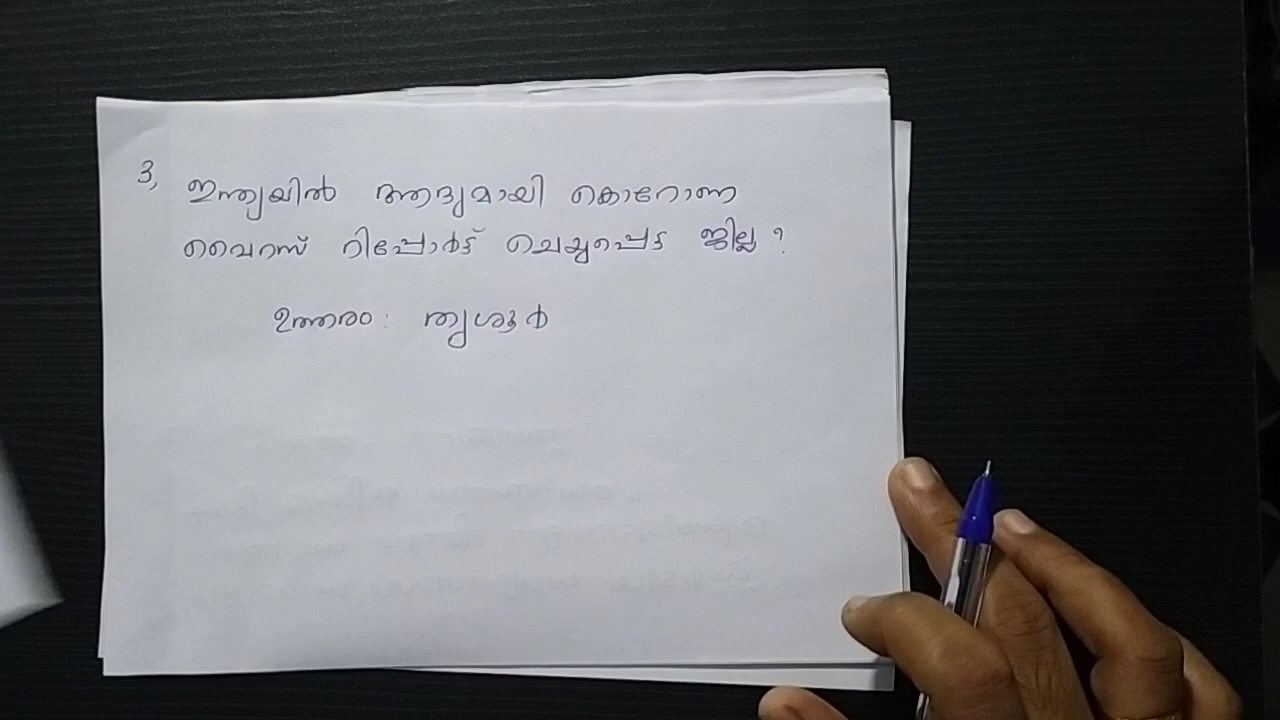 3, ഇന്ത്യയിൽ ആദ്യമായി കൊറോണ
വൈറസ് റിപ്പോർട്ട് ചെയ്യപ്പെട്ട ജില്ല ?
ഉത്തരം : തൃശൂർ